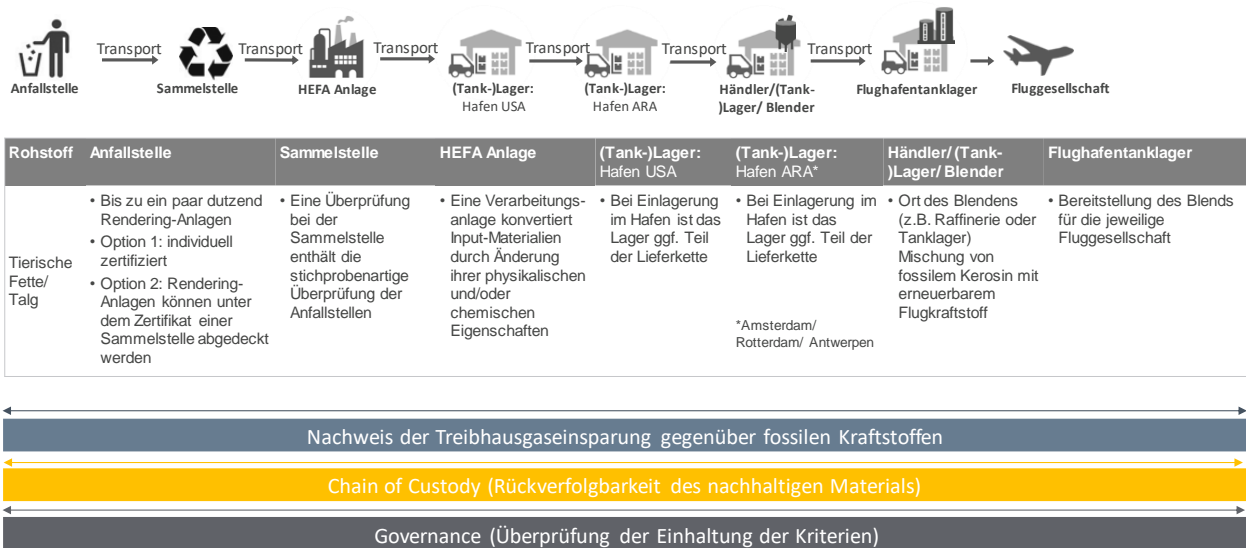 Transport Transport Transport Transport Transport Transport
Anfallstelle
Sammelstelle
HEFA Anlage
(Tank-)Lager:
Hafen USA
(Tank-)Lager:
Hafen ARA
Händler/(Tank-
)Lager/ Blender
Flughafentanklager
Fluggesellschaft
Rohstoff
Anfallstelle
Sammelstelle
HEFA Anlage
(Tank-)Lager:
Hafen USA
(Tank-)Lager:
Hafen ARA*
Händler/ (Tank-
)Lager/ Blender
Flughafentanklager
Tierische
Fette/
Talg
• Bis zu ein paar dutzend
Rendering-Anlagen
• Option 1: individuell
zertifiziert
• Option 2: Rendering-
Anlagen können unter
dem Zertifikat einer
Sammelstelle abgedeckt
werden
• Eine Überprüfung
bei der
Sammelstelle
enthält die
stichprobenartige
Überprüfung der
Anfallstellen
• Eine Verarbeitungs-
anlage konvertiert
Input-Materialien
durch Änderung
ihrer physikalischen
und/oder
chemischen
Eigenschaften
• Bei Einlagerung
im Hafen ist das
Lager ggf. Teil
der Lieferkette
• Bei Einlagerung im
Hafen ist das
Lager ggf. Teil der
Lieferkette
*Amsterdam/
Rotterdam/ Antwerpen
• Ort des Blendens
(z.B. Raffinerie oder
Tanklager)
Mischung von
fossilem Kerosin mit
erneuerbarem
Flugkraftstoff
• Bereitstellung des Blends
für die jeweilige
Fluggesellschaft
Nachweis der Treibhausgaseinsparung gegenüber fossilen Kraftstoffen
Chain of Custody (Rückverfolgbarkeit des nachhaltigen Materials)
Governance (Überprüfung der Einhaltung der Kriterien)